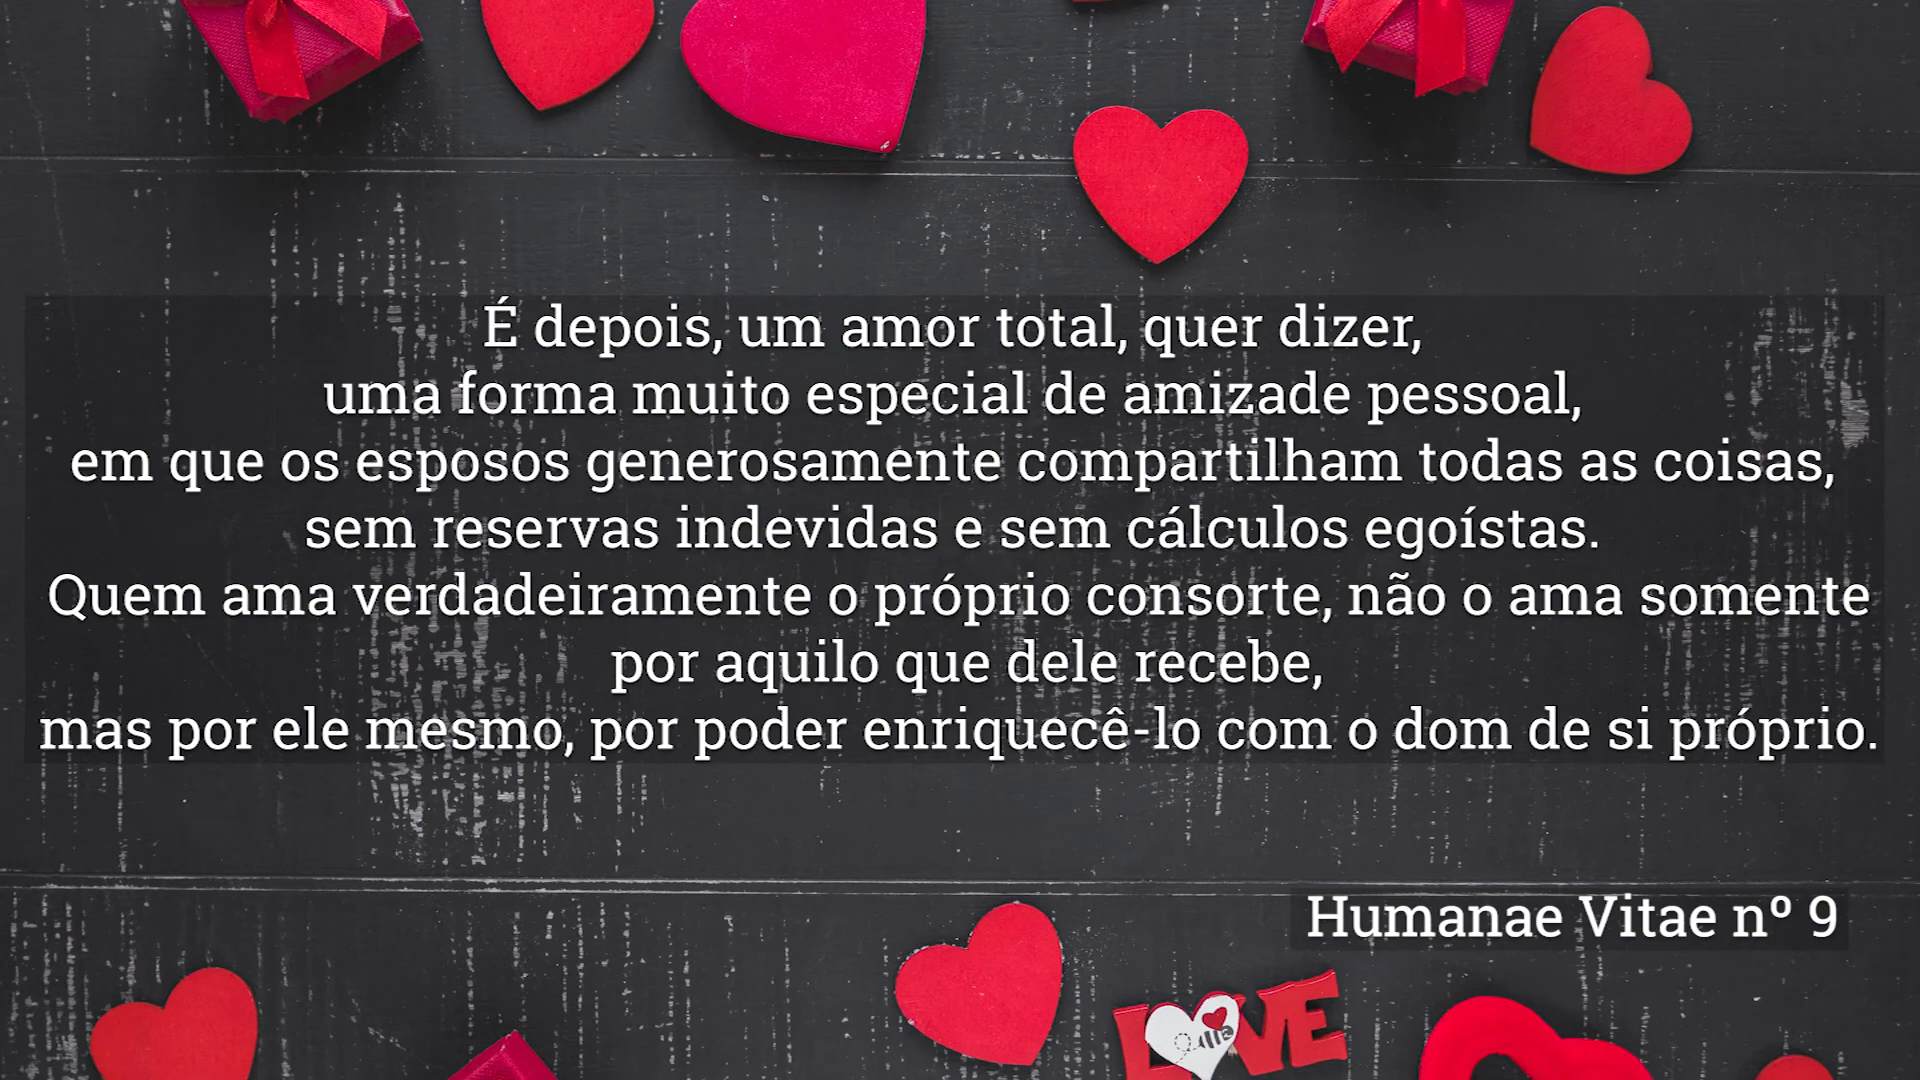 É depois, um amor total, quer dizer,
uma forma muito especial de amizade pessoal,
em que os esposos generosamente compartilham todas as coisas,
sem reservas indevidas e sem cálculos egoístas.
Quem ama verdadeiramente o próprio consorte, não o ama somente
por aquilo que dele recebe,
mas por ele mesmo, por poder enriquecê-lo com o dom de si próprio.
Humanae Vitae nº 9
LOVE